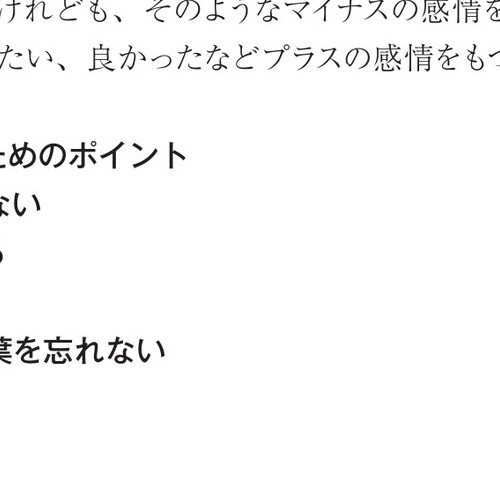 けれども、そのようなマイナスの感情を
たい、良かったなどプラスの感情をもつ
ためのポイント
ない
る
葉を忘れない